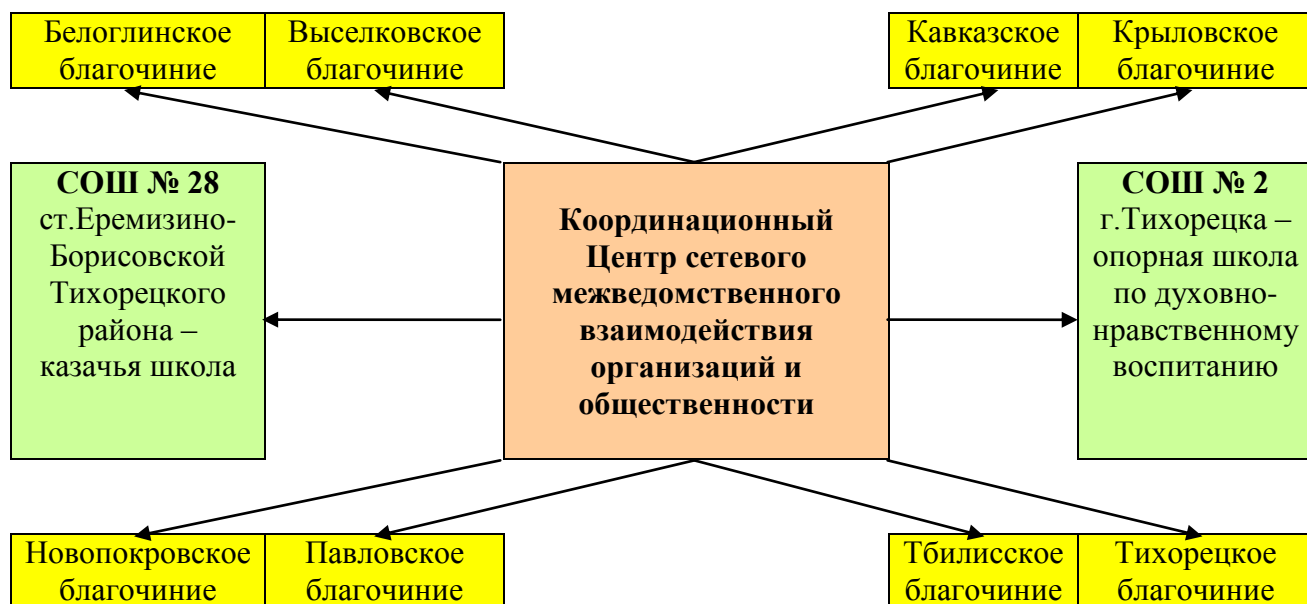 Белоглинское
благочиние
Выселковское
благочиние
Кавказское
благочиние
Крыловское
благочиние
СОШ № 28
ст.Еремизино-
Борисовской
Тихорецкого
района –
казачья школа
Координационный
Центр сетевого
межведомственного
взаимодействия
организаций и
общественности
СОШ № 2
г.Тихорецка –
опорная школа
по духовно-
нравственному
воспитанию
Новопокровское
благочиние
Павловское
благочиние
Тбилисское
благочиние
Тихорецкое
благочиние